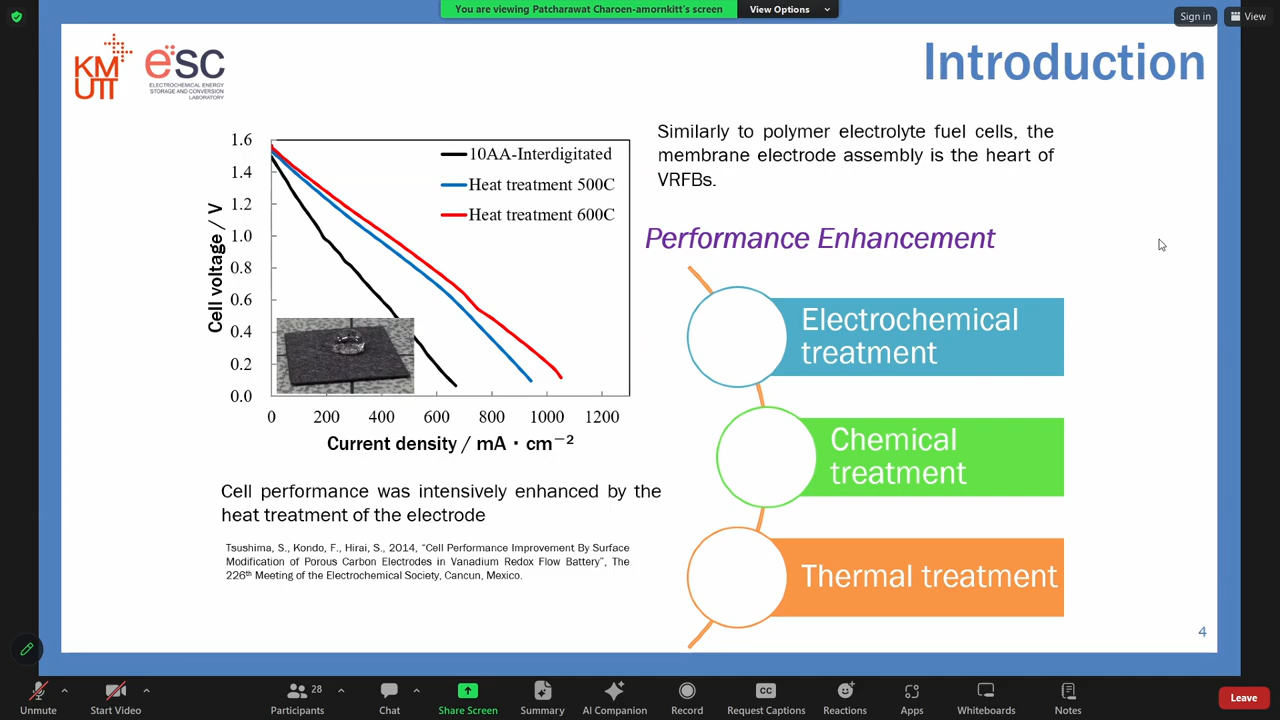 You are viewing Patcharawat Charoen-amornkitt's screen
View Options
Sign in
View
KM
UTT
esc
ELECTROCHEMICAL ENERGY
STORAGE AND CONVERSION
LABORATORY
Introduction
1.6
1.4
1.2
1.0
0.8
0.6
0.4
0.2
0.0
Cell voltage / V
10AA-Interdigitated
Heat treatment 500C
Heat treatment 600C
0 200 400 600 800 1000 1200
Current density / mA・cm⁻²
Cell performance was intensively enhanced by the
heat treatment of the electrode
Tsushima, S., Kondo, F., Hirai, S., 2014, “Cell Performance Improvement By Surface
Modification of Porous Carbon Electrodes in Vanadium Redox Flow Battery”, The
226th Meeting of the Electrochemical Society, Cancun, Mexico.
Similarly to polymer electrolyte fuel cells, the
membrane electrode assembly is the heart of
VRFBs.
Performance Enhancement
Electrochemical
treatment
Chemical
treatment
Thermal treatment
4
Unmute
Start Video
28
Participants
Chat
Share Screen
Summary
AI Companion
Record
CC
Request Captions
Reactions
Apps
Whiteboards
Notes
Leave